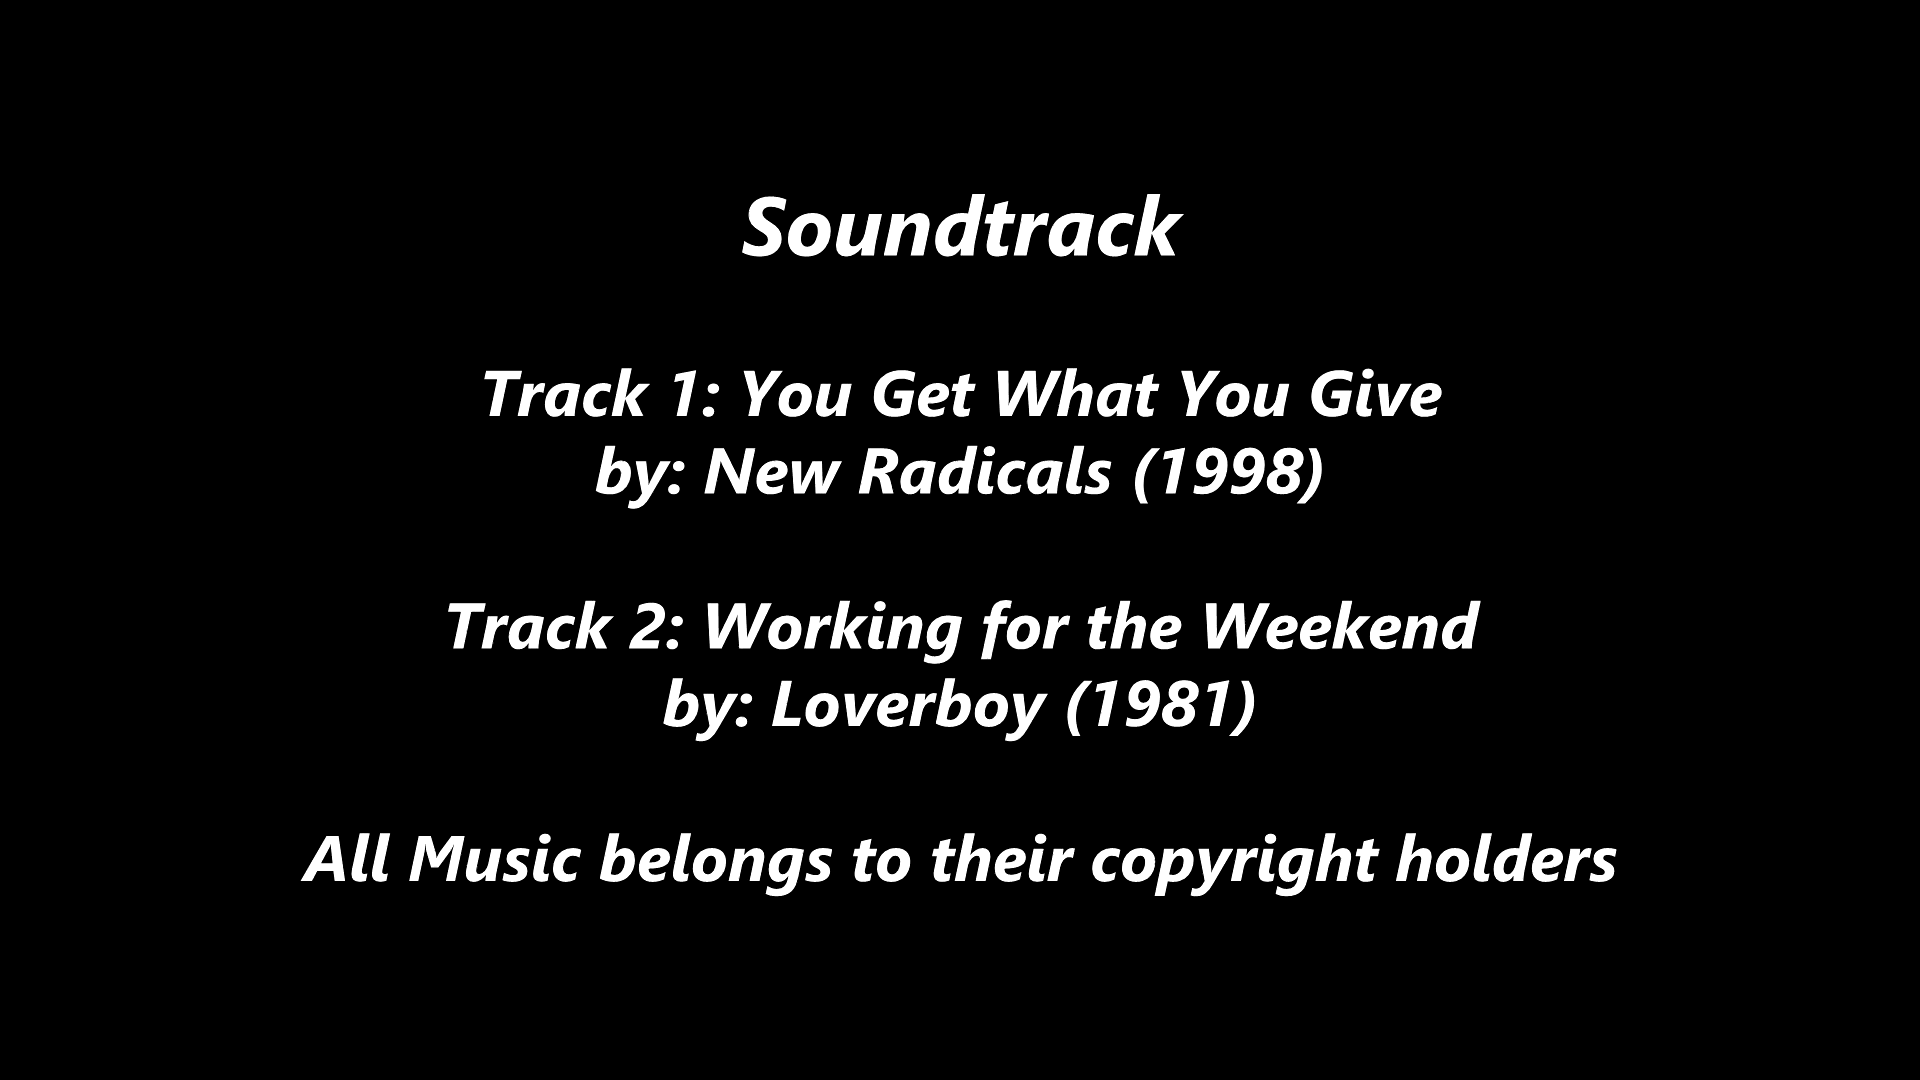 Soundtrack
Track 1: You Get What You Give
by: New Radicals (1998)
Track 2: Working for the Weekend
by: Loverboy (1981)
All Music belongs to their copyright holders